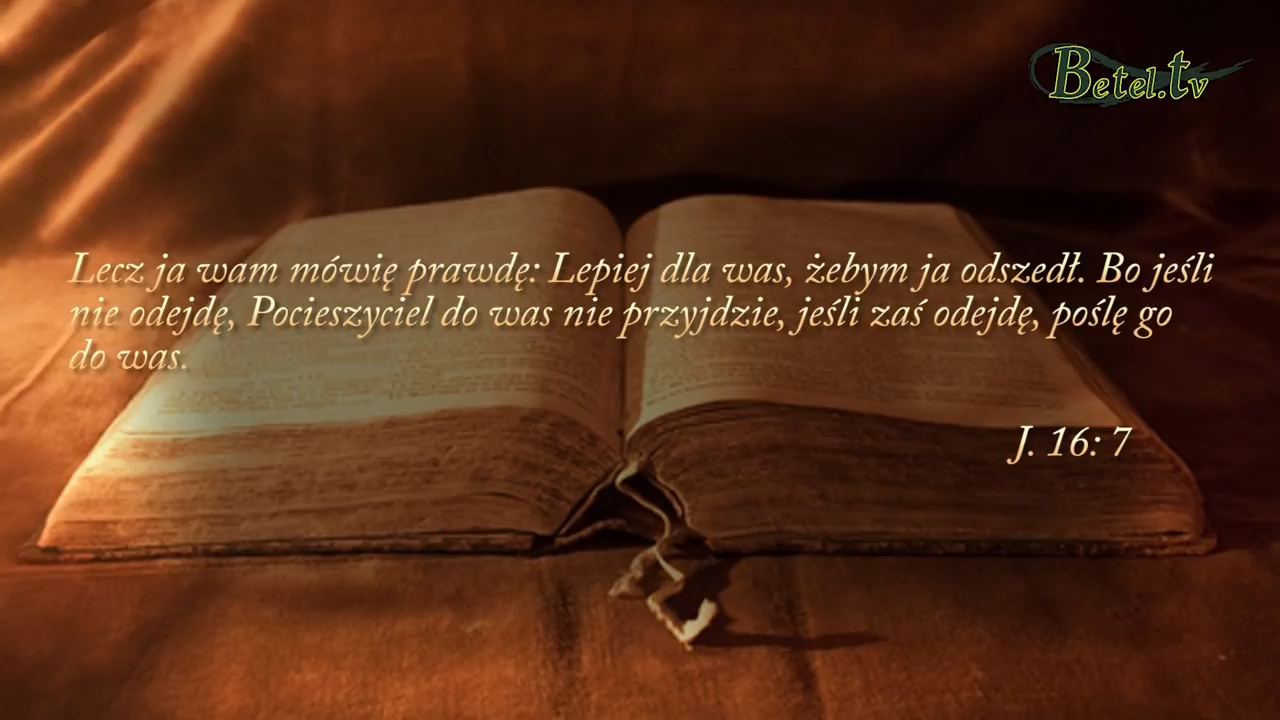 Betel.tv
Lecz ja wam mówię prawdę: Lepiej dla was, żebym ja odszedł. Bo jeśli
nie odejdę, Pocieszyciel do was nie przyjdzie, jeśli zaś odejdę, poślę go
do was.
J. 16: 7